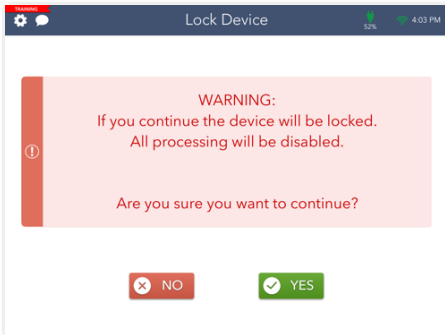 TRAINING
Lock Device
52%
4:03 PM
WARNING:
If you continue the device will be locked.
All processing will be disabled.
Are you sure you want to continue?
NO
YES